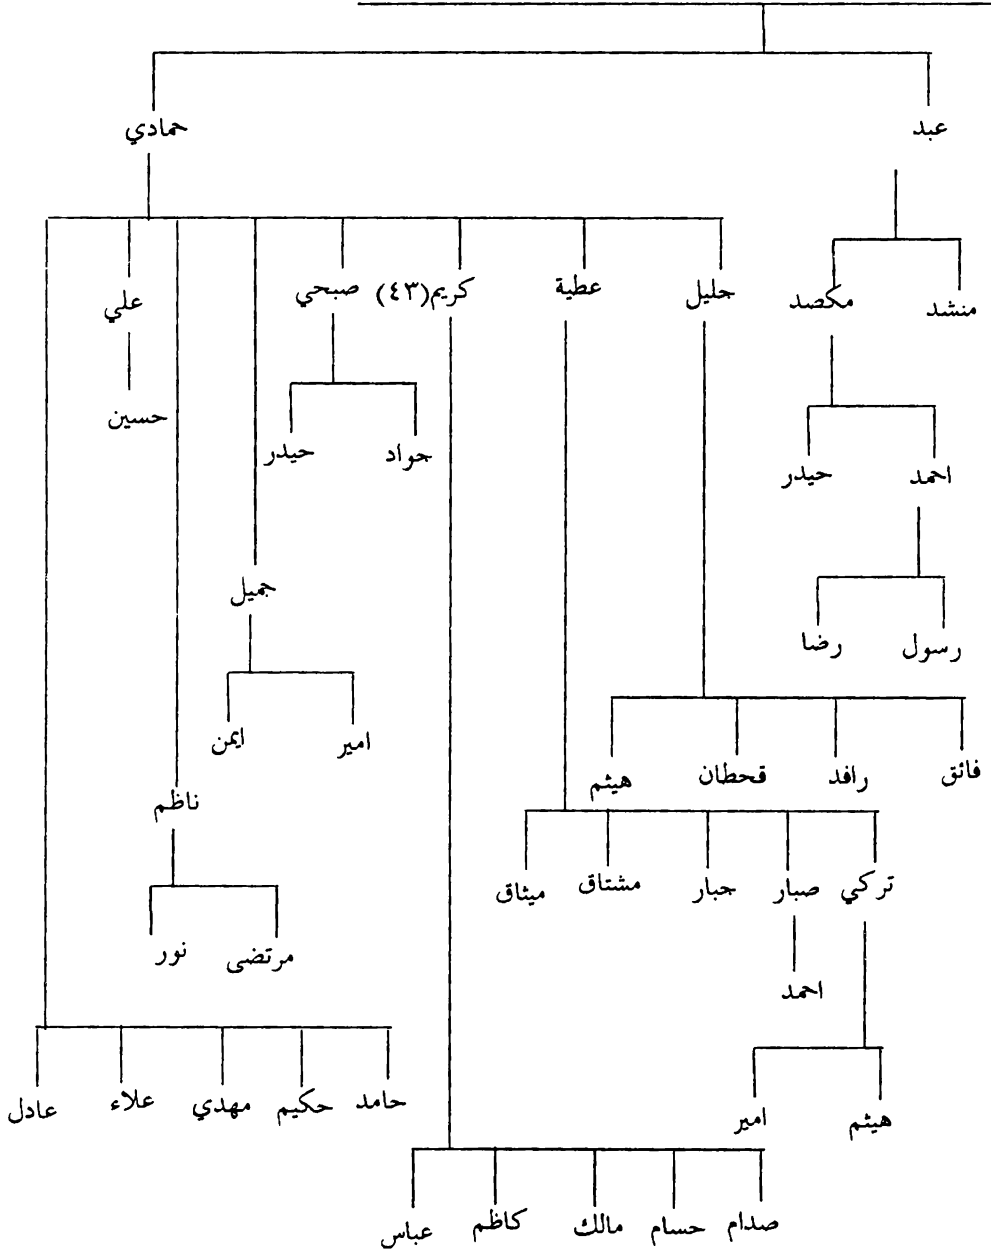 عبد
حمادي
منشد
مكصد
جليل
عطية
كريم(٤٣)
صبحي
علي
احمد
حيدر
جواد
حيدر
حسين
رسول
رضا
جميل
امير
ايمن
فائق
رافد
قحطان
هيثم
ناظم
تركي
صبار
جبار
مشتاق
ميثاق
مرتضى
نور
احمد
حامد
حكيم
مهدي
علاء
عادل
هيثم
امير
صدام
حسام
مالك
كاظم
عباس